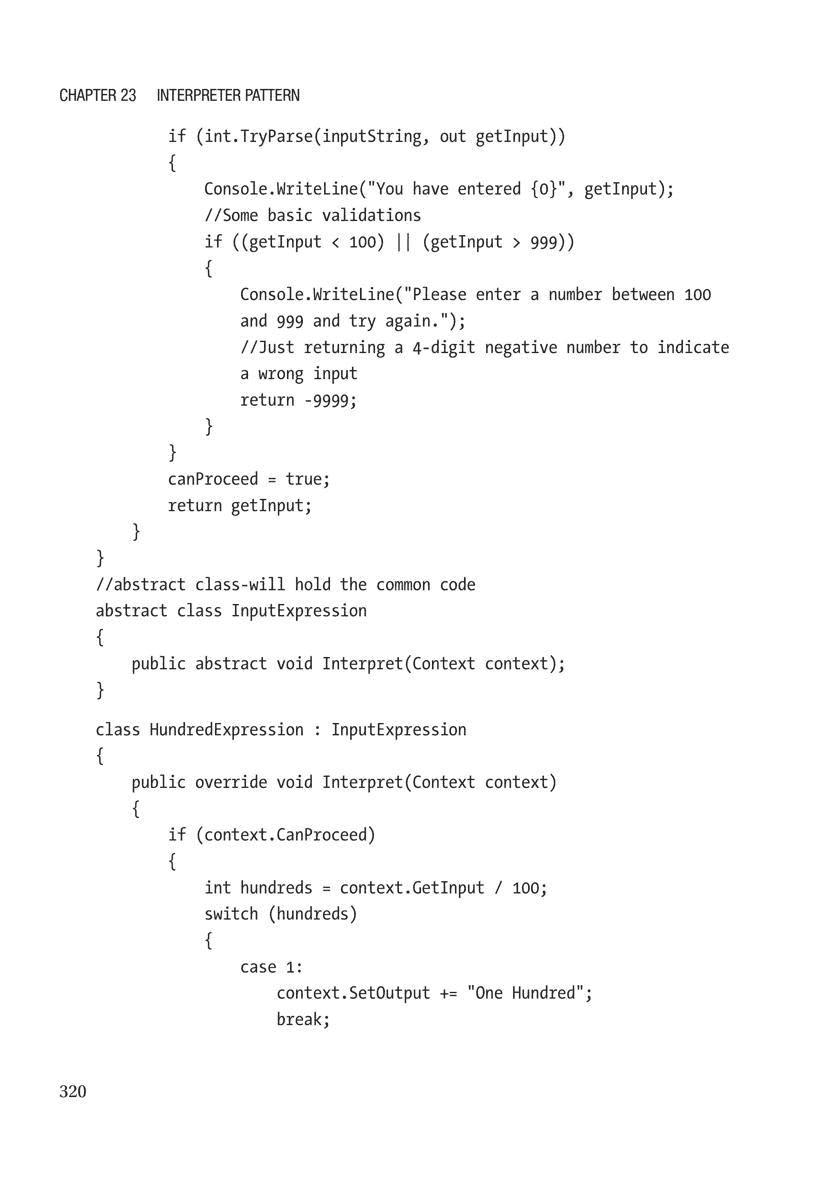 CHAPTER 23 INTERPRETER PATTERN
if (int.TryParse(inputString, out getInput))
{
Console.WriteLine("You have entered {0}", getInput);
//Some basic validations
if ((getInput < 100) || (getInput > 999))
{
Console.WriteLine("Please enter a number between 100
and 999 and try again.");
//Just returning a 4-digit negative number to indicate
a wrong input
return -9999;
}
}
canProceed = true;
return getInput;
}
}
//abstract class-will hold the common code
abstract class InputExpression
{
public abstract void Interpret(Context context);
}
class HundredExpression : InputExpression
{
public override void Interpret(Context context)
{
if (context.CanProceed)
{
int hundreds = context.GetInput / 100;
switch (hundreds)
{
case 1:
context.SetOutput += "One Hundred";
break;
320